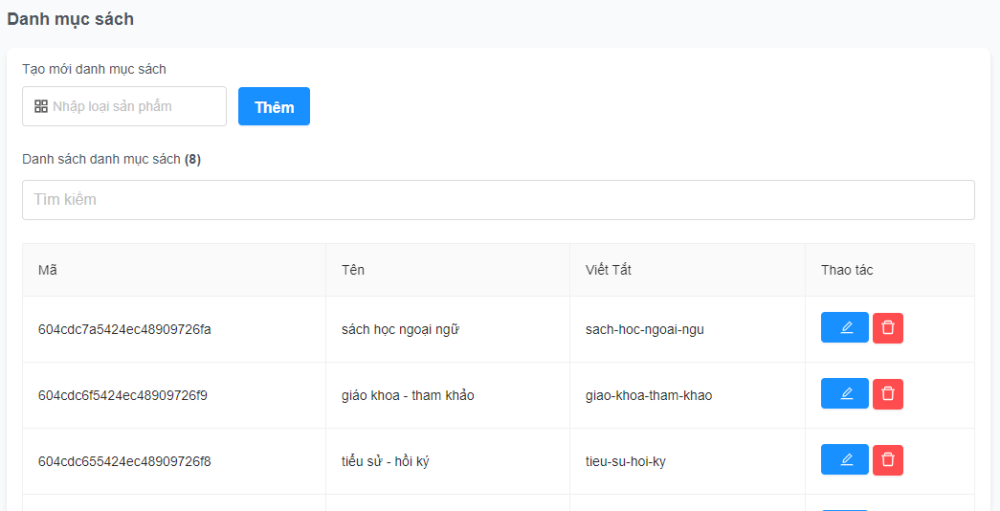 Danh mục sách
Tạo mới danh mục sách
Nhập loại sản phẩm
Thêm
Danh sách danh mục sách (8)
Tìm kiếm
Mã Tên Viết Tắt Thao tác
604cdc7a5424ec48909726fa sách học ngoại ngữ sach-hoc-ngoai-ngu
604cdc6f5424ec48909726f9 giáo khoa - tham khảo giao-khoa-tham-khao
604cdc655424ec48909726f8 tiểu sử - hồi ký tieu-su-hoi-ky